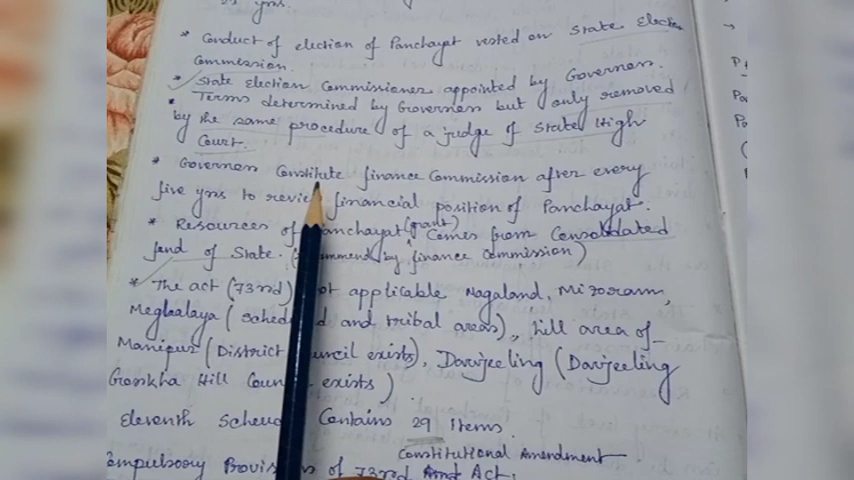 yrs.
* Conduct of election of Panchayat vested on State Election
Commission.
* State Election Commissioner appointed by Governor.
* Terms determined by Governor but only removed
by the same procedure of a judge of State High
Court.
* Governor Constitute finance Commission after every
five yrs to review financial position of Panchayat.
* Resources of Panchayat (grant) Comes from Consolidated
fund of State. (recommend by finance Commission)
* The act (73rd) not applicable Nagaland, Mizoram,
Meghalaya (scheduled and tribal areas), hill area of
Manipur (District Council exists), Darjeeling (Darjeeling
Gorkha Hill Council exists).
Eleventh Schedule Contains 29 items.
Constitutional Amendment
Compulsory Provisions of 73rd Act.